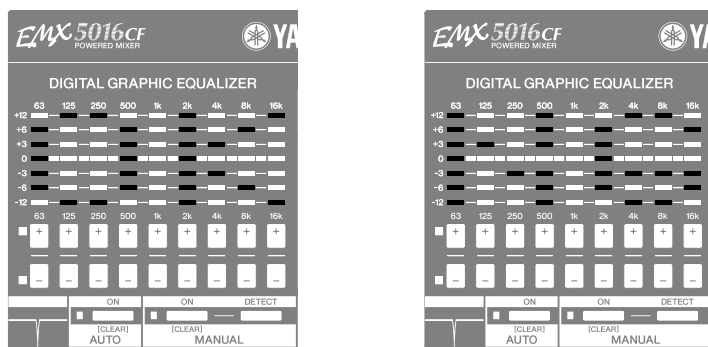 EMX 5016CF
POWERED MIXER
YA
DIGITAL GRAPHIC EQUALIZER
63 125 250 500 1k 2k 4k 8k 16k
+12
+6
+3
0
-3
-6
-12
63 125 250 500 1k 2k 4k 8k 16k
+ + + + + + + + +
− − − − − − − − −
ON ON DETECT
[CLEAR] [CLEAR]
AUTO MANUAL
EMX 5016CF
POWERED MIXER
YA
DIGITAL GRAPHIC EQUALIZER
63 125 250 500 1k 2k 4k 8k 16k
+12
+6
+3
0
-3
-6
-12
63 125 250 500 1k 2k 4k 8k 16k
+ + + + + + + + +
− − − − − − − − −
ON ON DETECT
[CLEAR] [CLEAR]
AUTO MANUAL